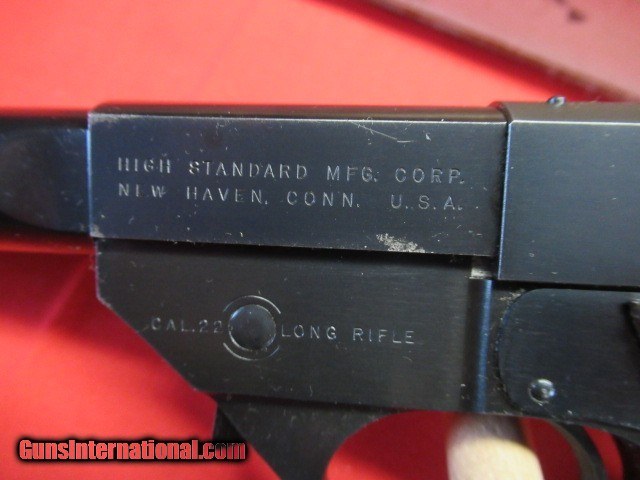 HIGH STANDARD MFG. CORP.
NEW HAVEN, CONN. U.S.A.
CAL.22 LONG RIFLE
GunsInternational.com